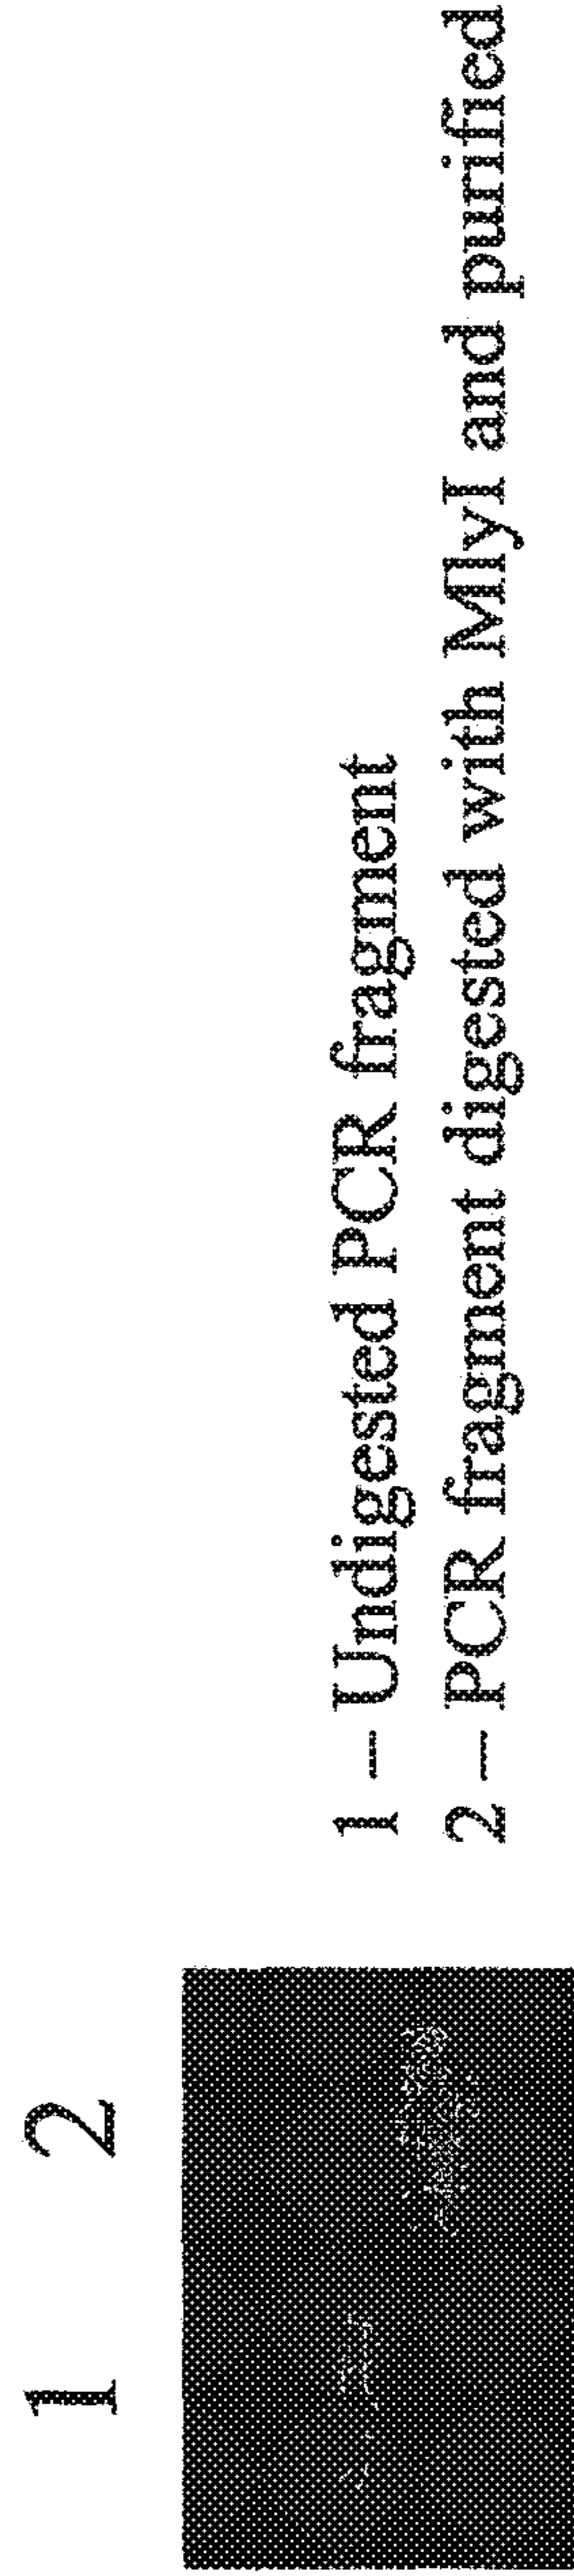 1 2
1 – Undigested PCR fragment
2 – PCR fragment digested with MlyI and purified